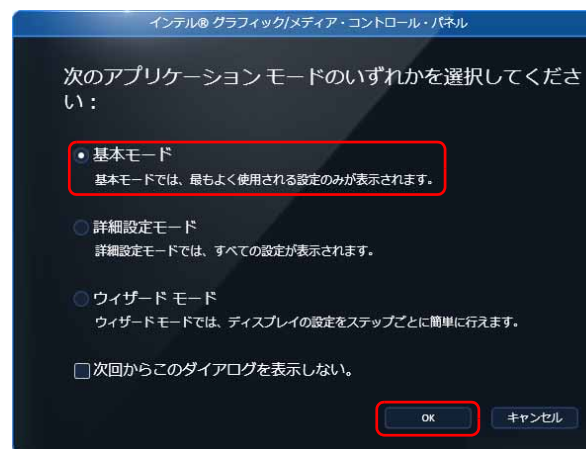 インテル® グラフィック/メディア・コントロール・パネル
次のアプリケーション モードのいずれかを選択してくださ
い：
基本モード
基本モードでは、最もよく使用される設定のみが表示されます。
詳細設定モード
詳細設定モードでは、すべての設定が表示されます。
ウィザード モード
ウィザード モードでは、ディスプレイの設定をステップごとに簡単に行えます。
次回からこのダイアログを表示しない。
OK
キャンセル